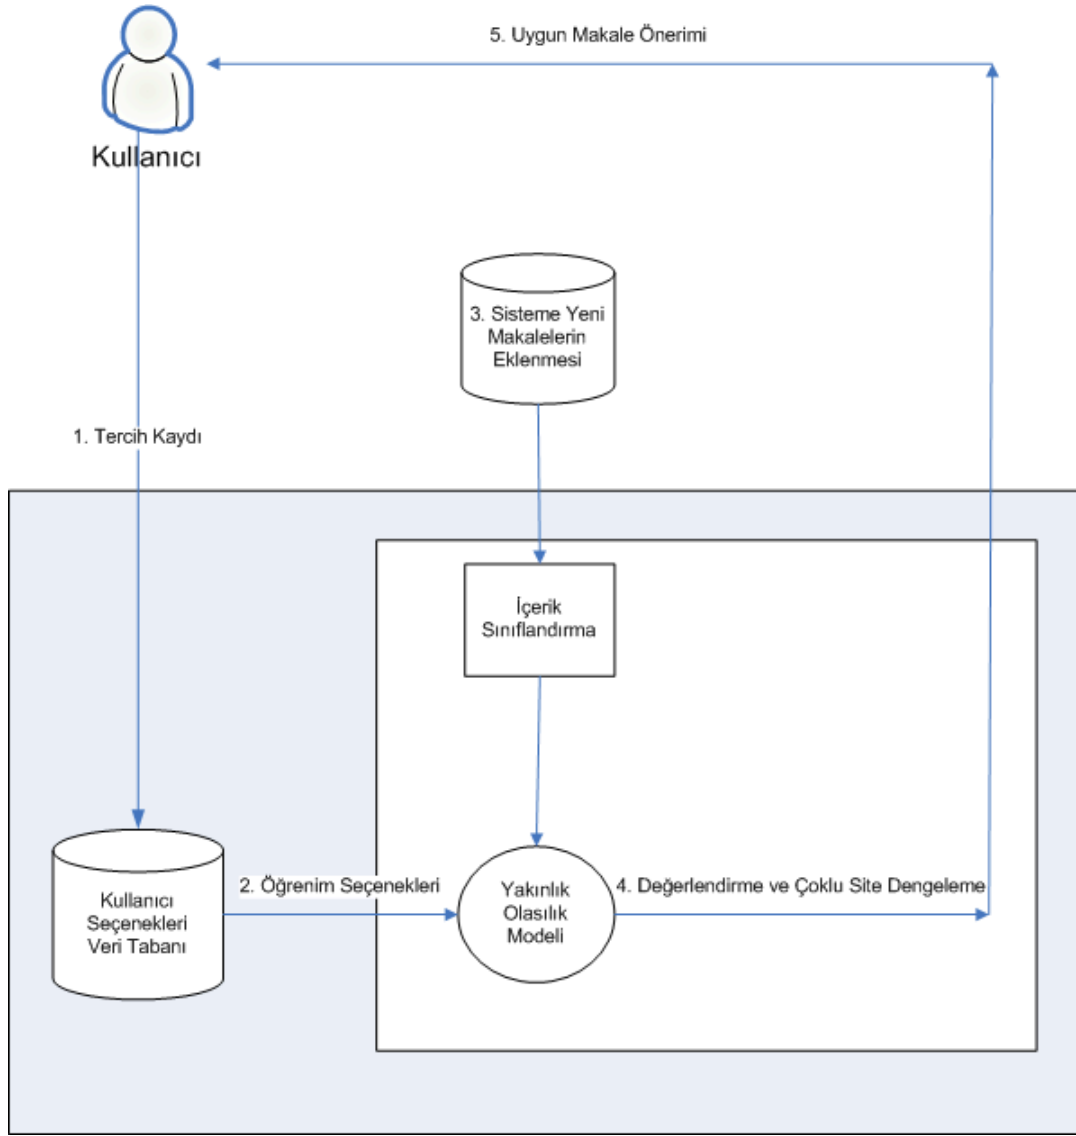 5. Uygun Makale Önerimi
Kullanıcı
3. Sisteme Yeni
Makalelerin
Eklenmesi
1. Tercih Kaydı
İçerik
Sınıflandırma
Kullanıcı
Seçenekleri
Veri Tabanı
2. Öğrenim Seçenekleri
Yakınlık
Olasılık
Modeli
4. Değerlendirme ve Çoklu Site Dengeleme